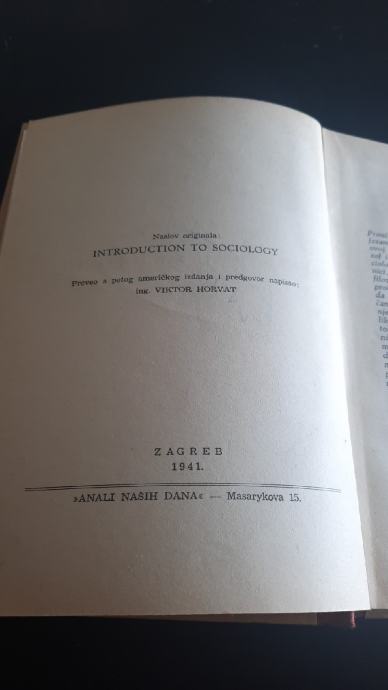 Naslov originala:
INTRODUCTION TO SOCIOLOGY
Preveo s petog američkog izdanja i predgovor napisao:
ing. VIKTOR HORVAT
ZAGREB
1941.
»ANALI NAŠIH DANA« — Masarykova 15.